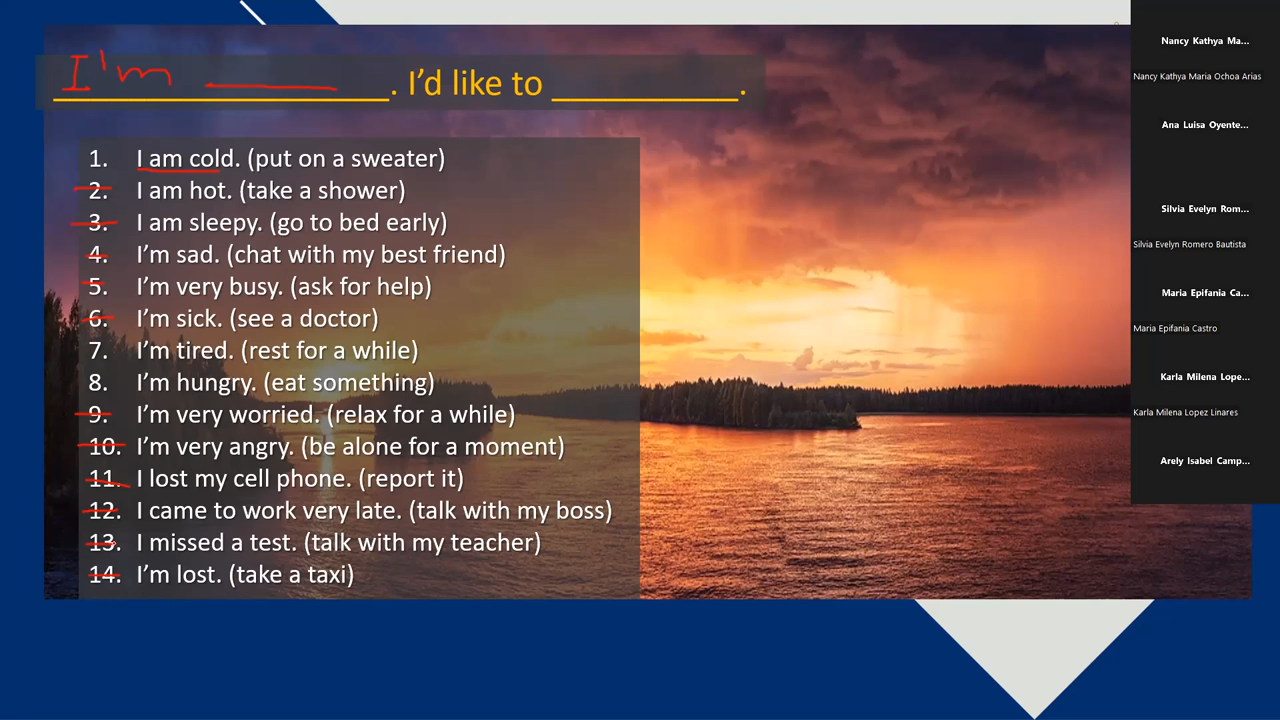 I'm ________. I'd like to ________.
1. I am cold. (put on a sweater)
2. I am hot. (take a shower)
3. I am sleepy. (go to bed early)
4. I'm sad. (chat with my best friend)
5. I'm very busy. (ask for help)
6. I'm sick. (see a doctor)
7. I'm tired. (rest for a while)
8. I'm hungry. (eat something)
9. I'm very worried. (relax for a while)
10. I'm very angry. (be alone for a moment)
11. I lost my cell phone. (report it)
12. I came to work very late. (talk with my boss)
13. I missed a test. (talk with my teacher)
14. I'm lost. (take a taxi)
Nancy Kathya Ma...
Nancy Kathya Maria Ochoa Arias
Ana Luisa Oyente...
Silvia Evelyn Rom...
Silvia Evelyn Romero Bautista
Maria Epifania Ca...
Maria Epifania Castro
Karla Milena Lope...
Karla Milena Lopez Linares
Arely Isabel Camp...